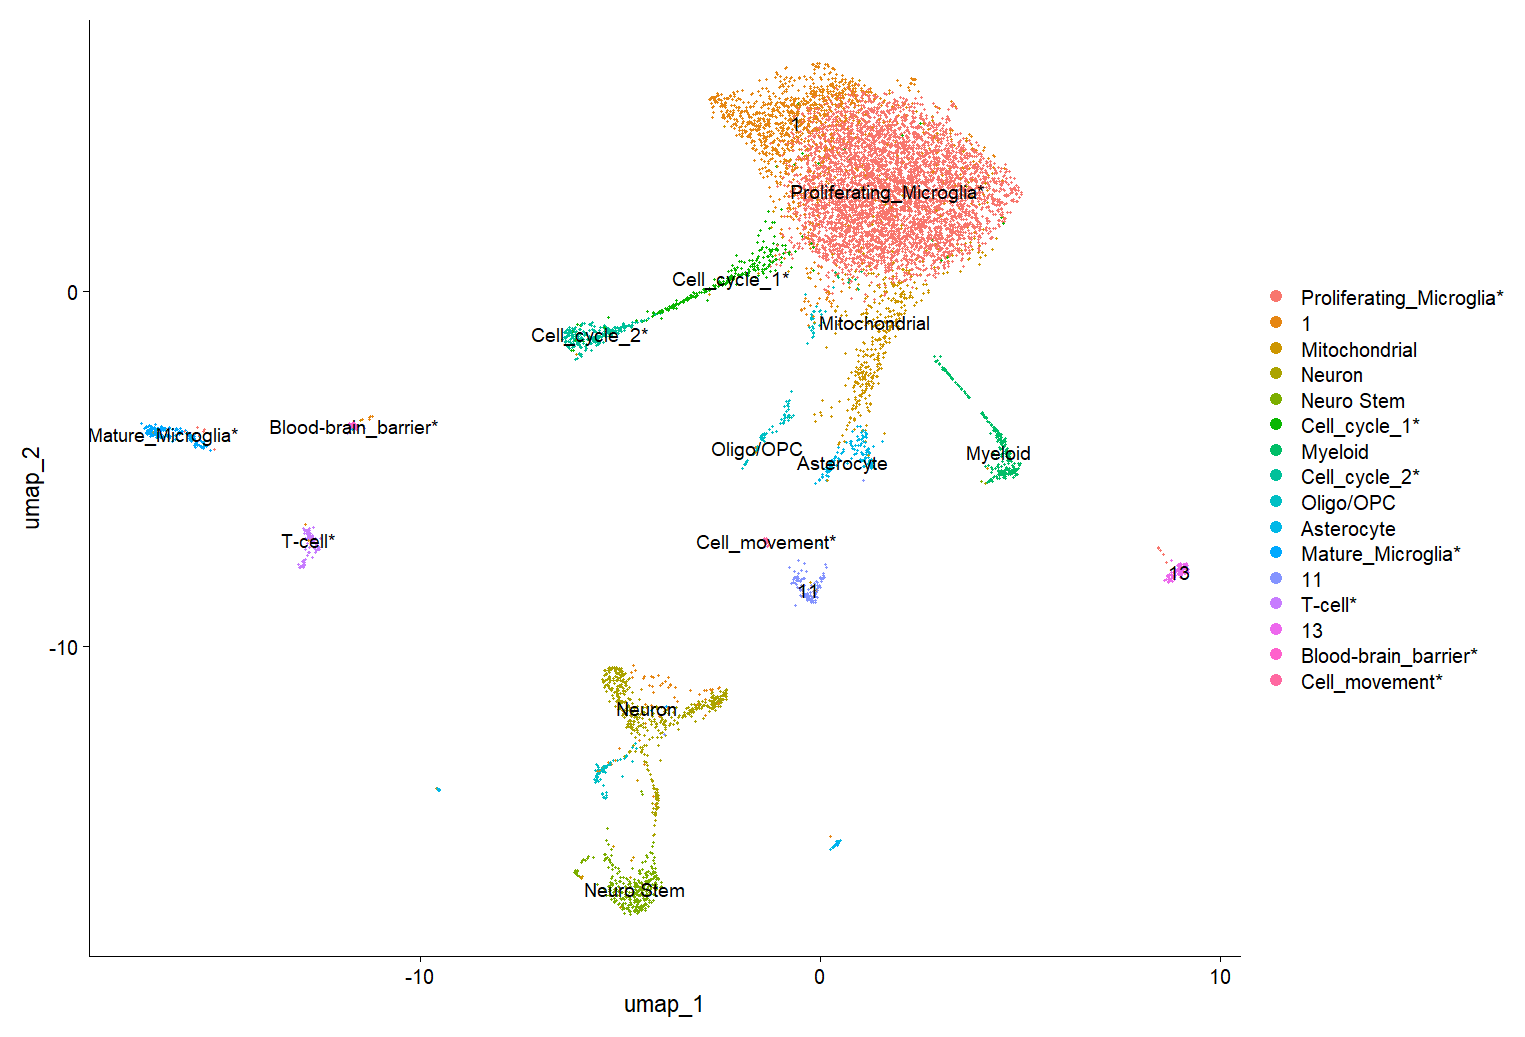 1
Proliferating_Microglia*
Cell_cycle_1*
Mitochondrial
Cell_cycle_2*
Blood-brain_barrier*
Mature_Microglia*
Oligo/OPC
Asterocyte
Myeloid
T-cell*
Cell_movement*
11
13
Neuron
Neuro Stem
0
-10
umap_2
-10
0
10
umap_1
Proliferating_Microglia*
1
Mitochondrial
Neuron
Neuro Stem
Cell_cycle_1*
Myeloid
Cell_cycle_2*
Oligo/OPC
Asterocyte
Mature_Microglia*
11
T-cell*
13
Blood-brain_barrier*
Cell_movement*